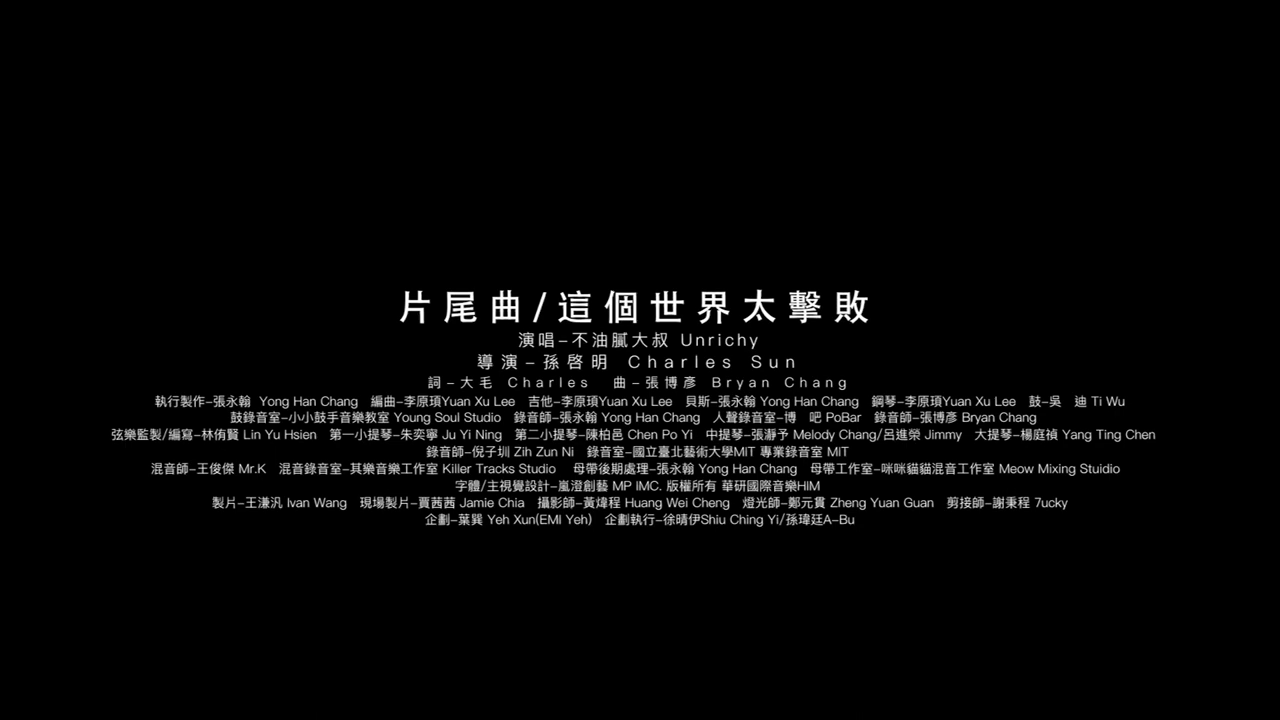 片尾曲/這個世界太擊敗
演唱–不油膩大叔 Unrichy
導演–孫啓明 Charles Sun
詞–大毛 Charles 曲–張博彥 Bryan Chang
執行製作–張永翰 Yong Han Chang 編曲–李原頊Yuan Xu Lee 吉他–李原頊Yuan Xu Lee 貝斯–張永翰 Yong Han Chang 鋼琴–李原頊Yuan Xu Lee 鼓–吳 迪 Ti Wu
鼓錄音室–小小鼓手音樂教室 Young Soul Studio 錄音師–張永翰 Yong Han Chang 人聲錄音室–博 吧 PoBar 錄音師–張博彥 Bryan Chang
弦樂監製/編寫–林侑賢 Lin Yu Hsien 第一小提琴–朱奕寧 Ju Yi Ning 第二小提琴–陳柏邑 Chen Po Yi 中提琴–張瀞予 Melody Chang/呂進榮 Jimmy 大提琴–楊庭禎 Yang Ting Chen
錄音師–倪子圳 Zih Zun Ni 錄音室–國立臺北藝術大學MIT 專業錄音室 MIT
混音師–王俊傑 Mr.K 混音錄音室–其樂音樂工作室 Killer Tracks Studio 母帶後期處理–張永翰 Yong Han Chang 母帶工作室–咪咪貓貓混音工作室 Meow Mixing Stuidio
字體/主視覺設計–嵐澄創藝 MP IMC. 版權所有 華研國際音樂HIM
製片–王溓汎 Ivan Wang 現場製片–賈茜茜 Jamie Chia 攝影師–黃煒程 Huang Wei Cheng 燈光師–鄭元貫 Zheng Yuan Guan 剪接師–謝秉程 7ucky
企劃–葉巽 Yeh Xun(EMI Yeh) 企劃執行–徐晴伊Shiu Ching Yi/孫瑋廷A–Bu